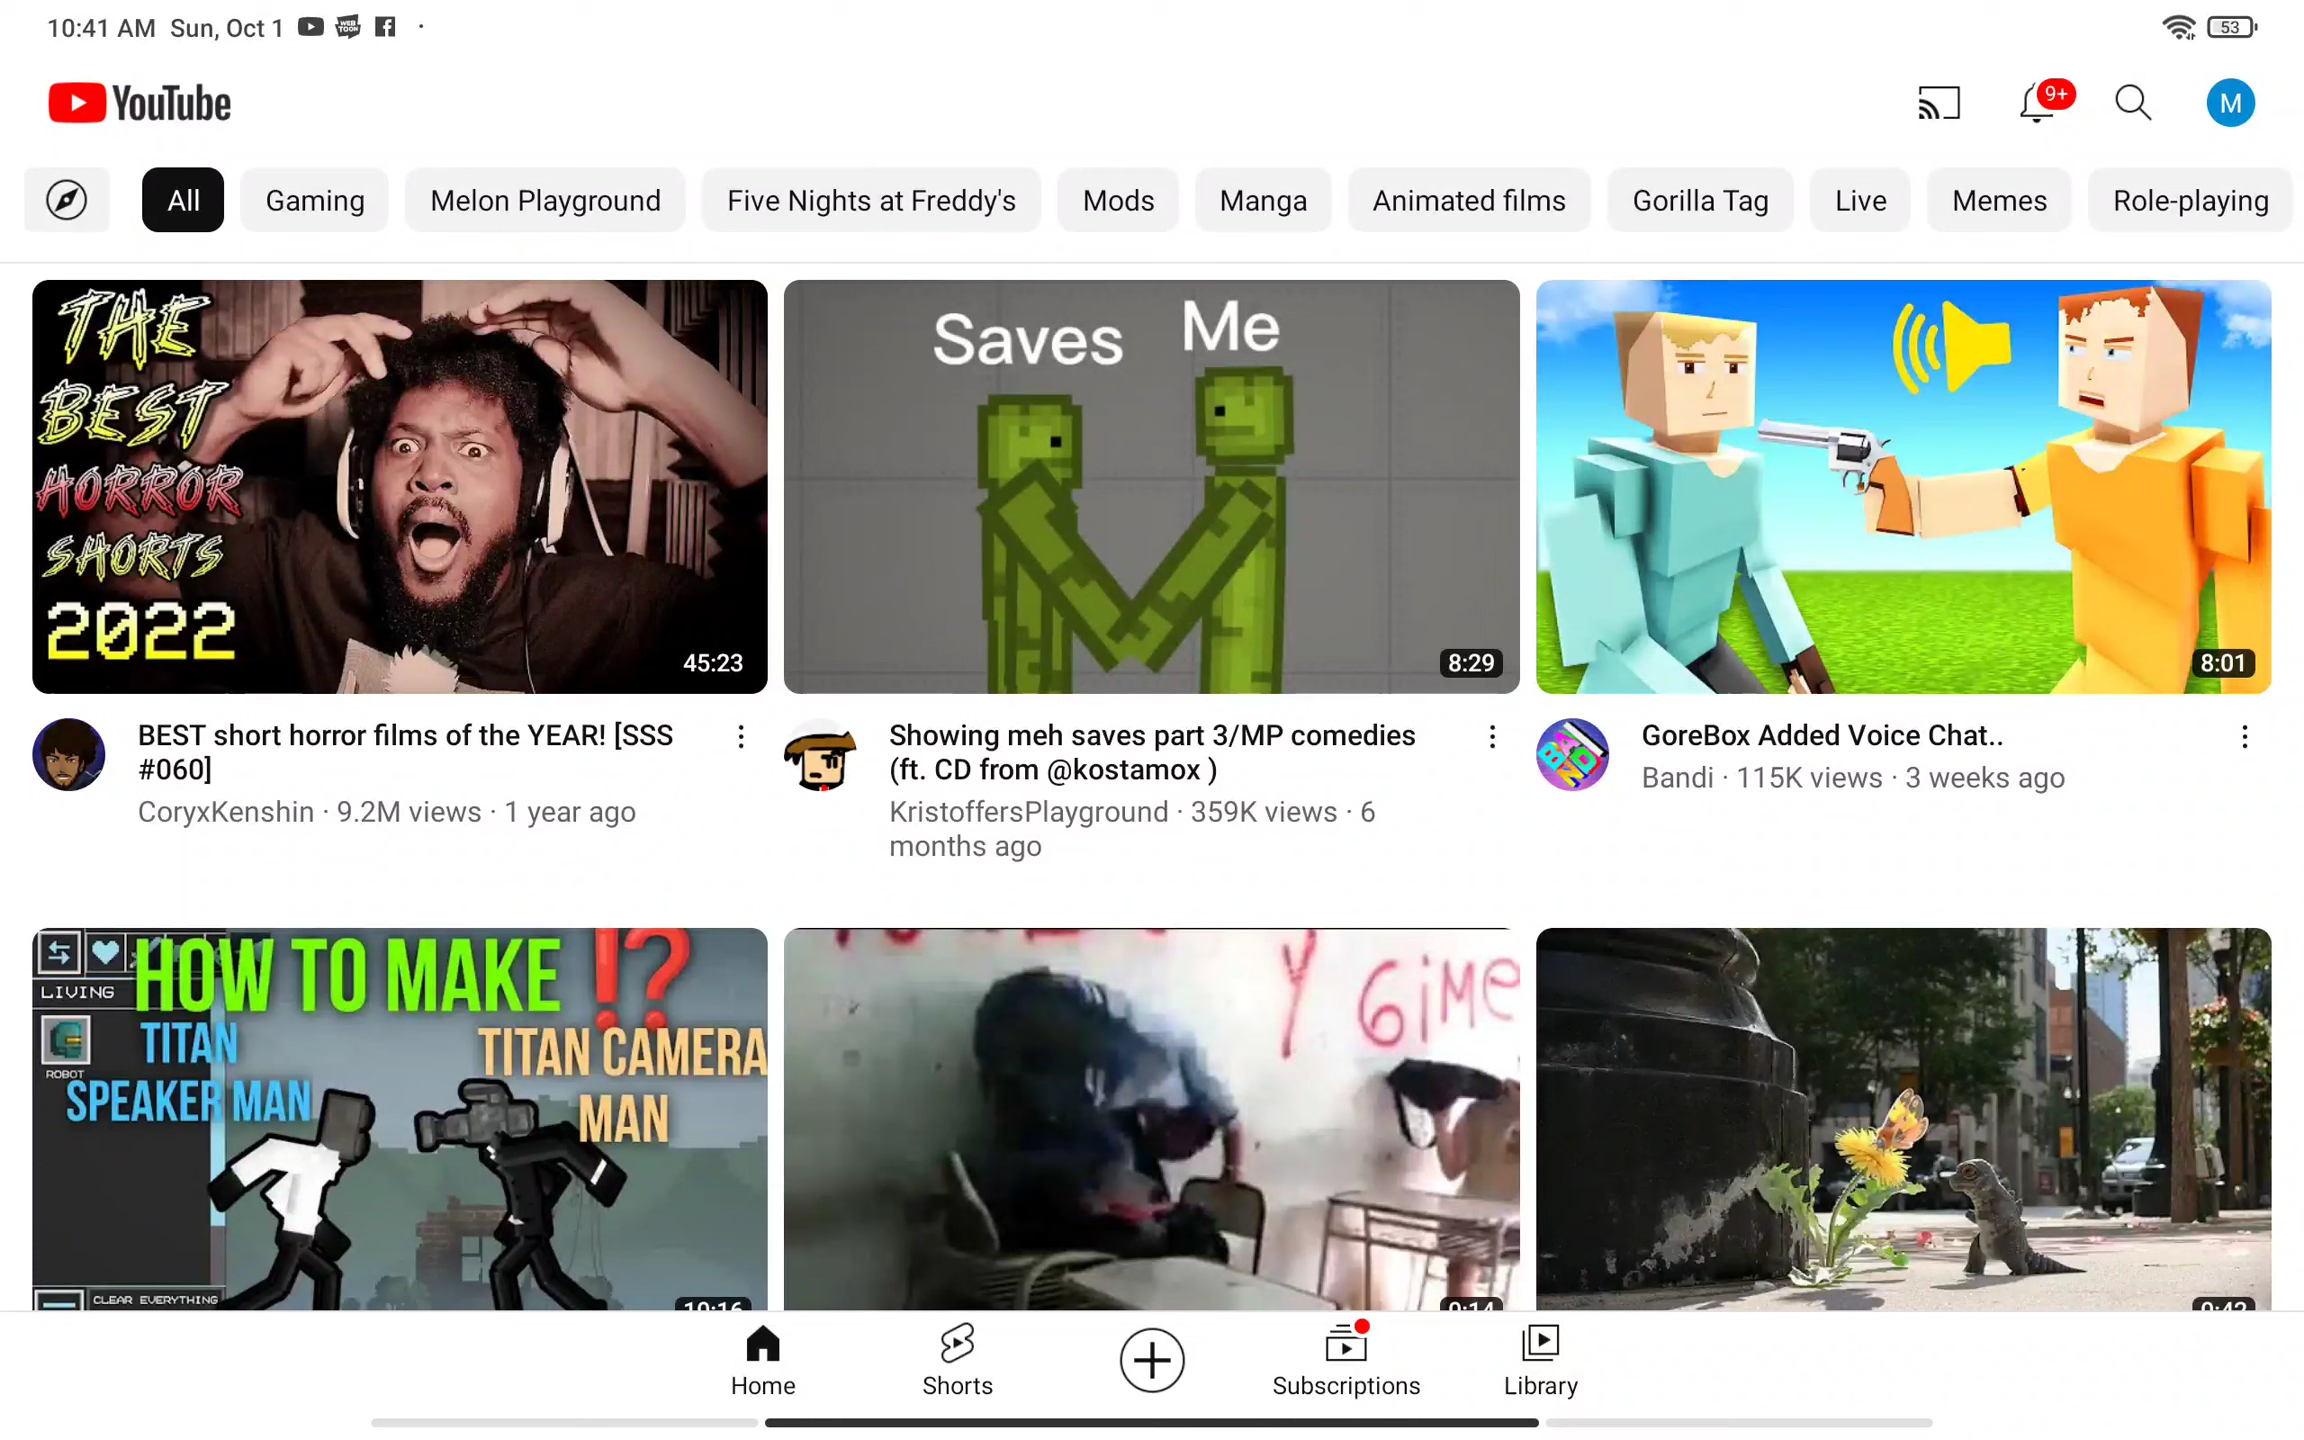 10:41 AM Sun, Oct 1
53
YouTube
9+
M
All
Gaming
Melon Playground
Five Nights at Freddy's
Mods
Manga
Animated films
Gorilla Tag
Live
Memes
Role-playing
THE
BEST
HORROR
SHORTS
2022
45:23
Saves Me
8:29
8:01
BEST short horror films of the YEAR! [SSS
#060]
CoryxKenshin · 9.2M views · 1 year ago
Showing meh saves part 3/MP comedies
(ft. CD from @kostamox )
KristoffersPlayground · 359K views · 6
months ago
GoreBox Added Voice Chat..
Bandi · 115K views · 3 weeks ago
HOW TO MAKE ⁉
LIVING
TITAN
SPEAKER MAN
TITAN CAMERA
MAN
ROBOT
CLEAR EVERYTHING
Y GiMe
Home
Shorts
Subscriptions
Library